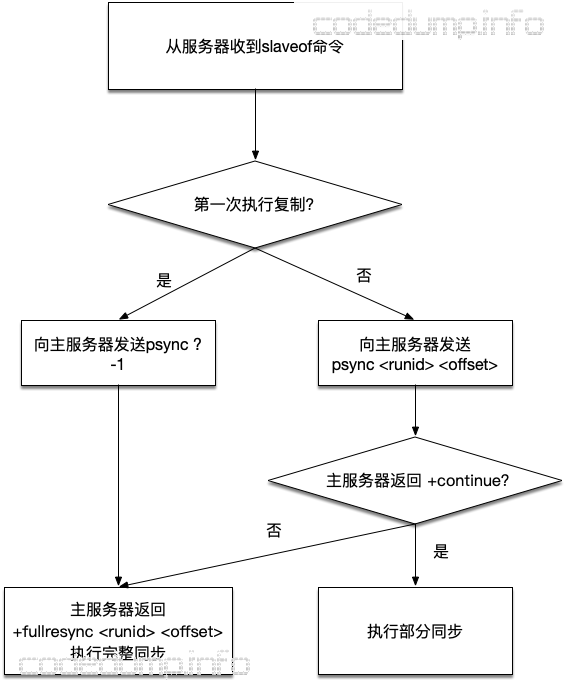 codedump.info
从服务器收到slaveof命令
第一次执行复制？
是
否
向主服务器发送psync ?
-1
向主服务器发送
psync <runid> <offset>
主服务器返回 +continue?
否
是
主服务器返回
+fullresync <runid> <offset>
执行完整同步
执行部分同步